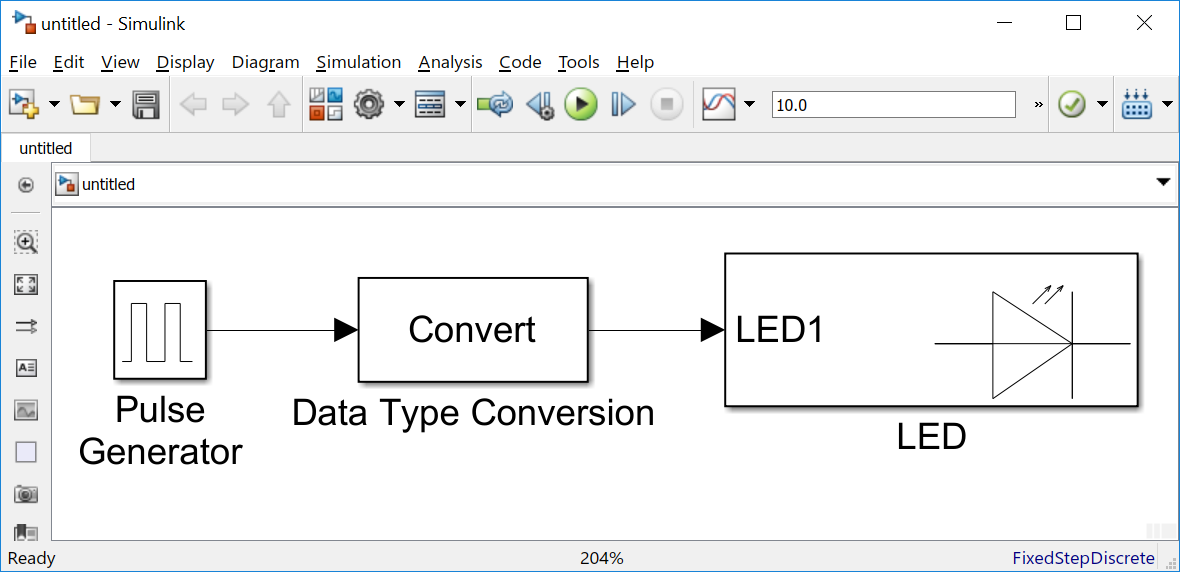 untitled - Simulink
File Edit View Display Diagram Simulation Analysis Code Tools Help
10.0 »
untitled
untitled
Convert
LED1
Pulse
Generator
Data Type Conversion
LED
Ready 204% FixedStepDiscrete